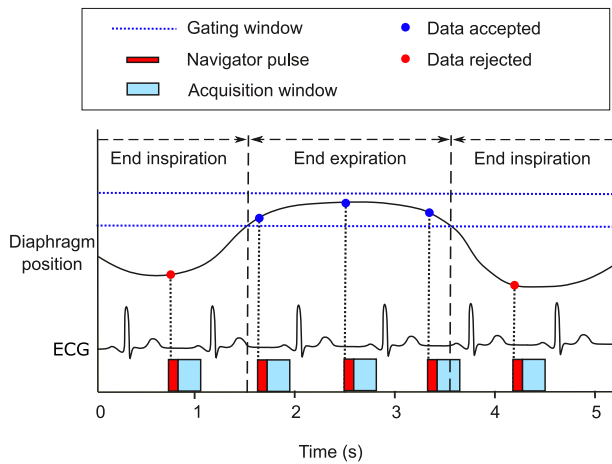 Gating window
Data accepted
Navigator pulse
Data rejected
Acquisition window
End inspiration
End expiration
End inspiration
Diaphragm
position
ECG
0
1
2
3
4
5
Time (s)